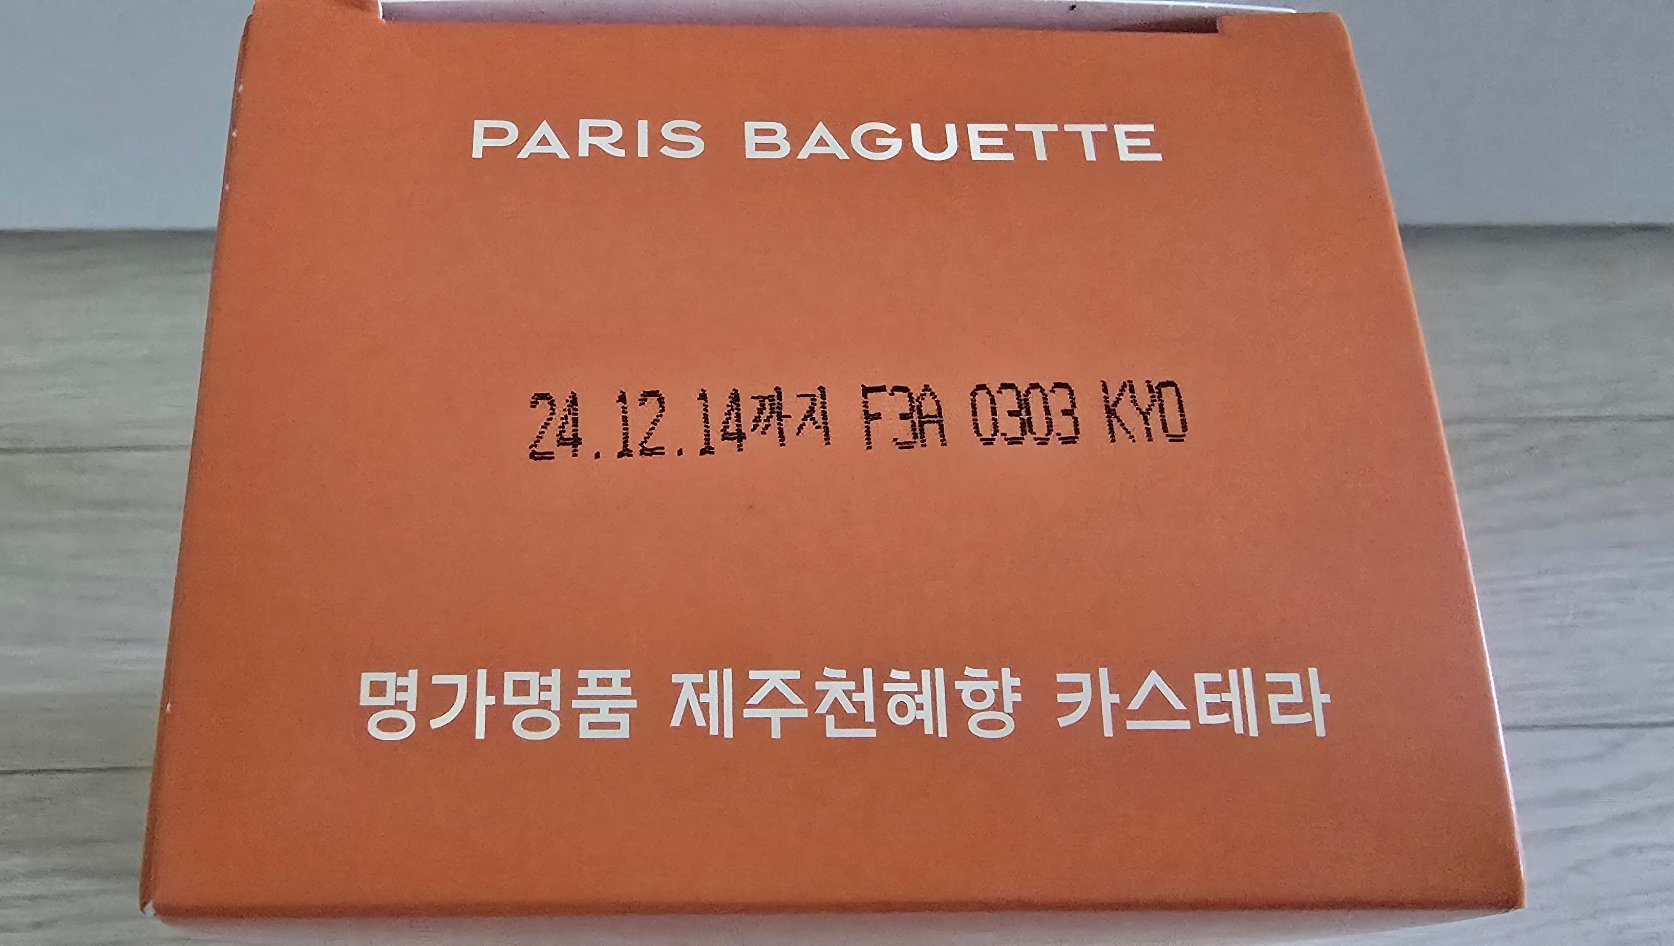 PARIS BAGUETTE
24.12.14까지 F3A 0303 KYO
명가명품 제주천혜향 카스테라